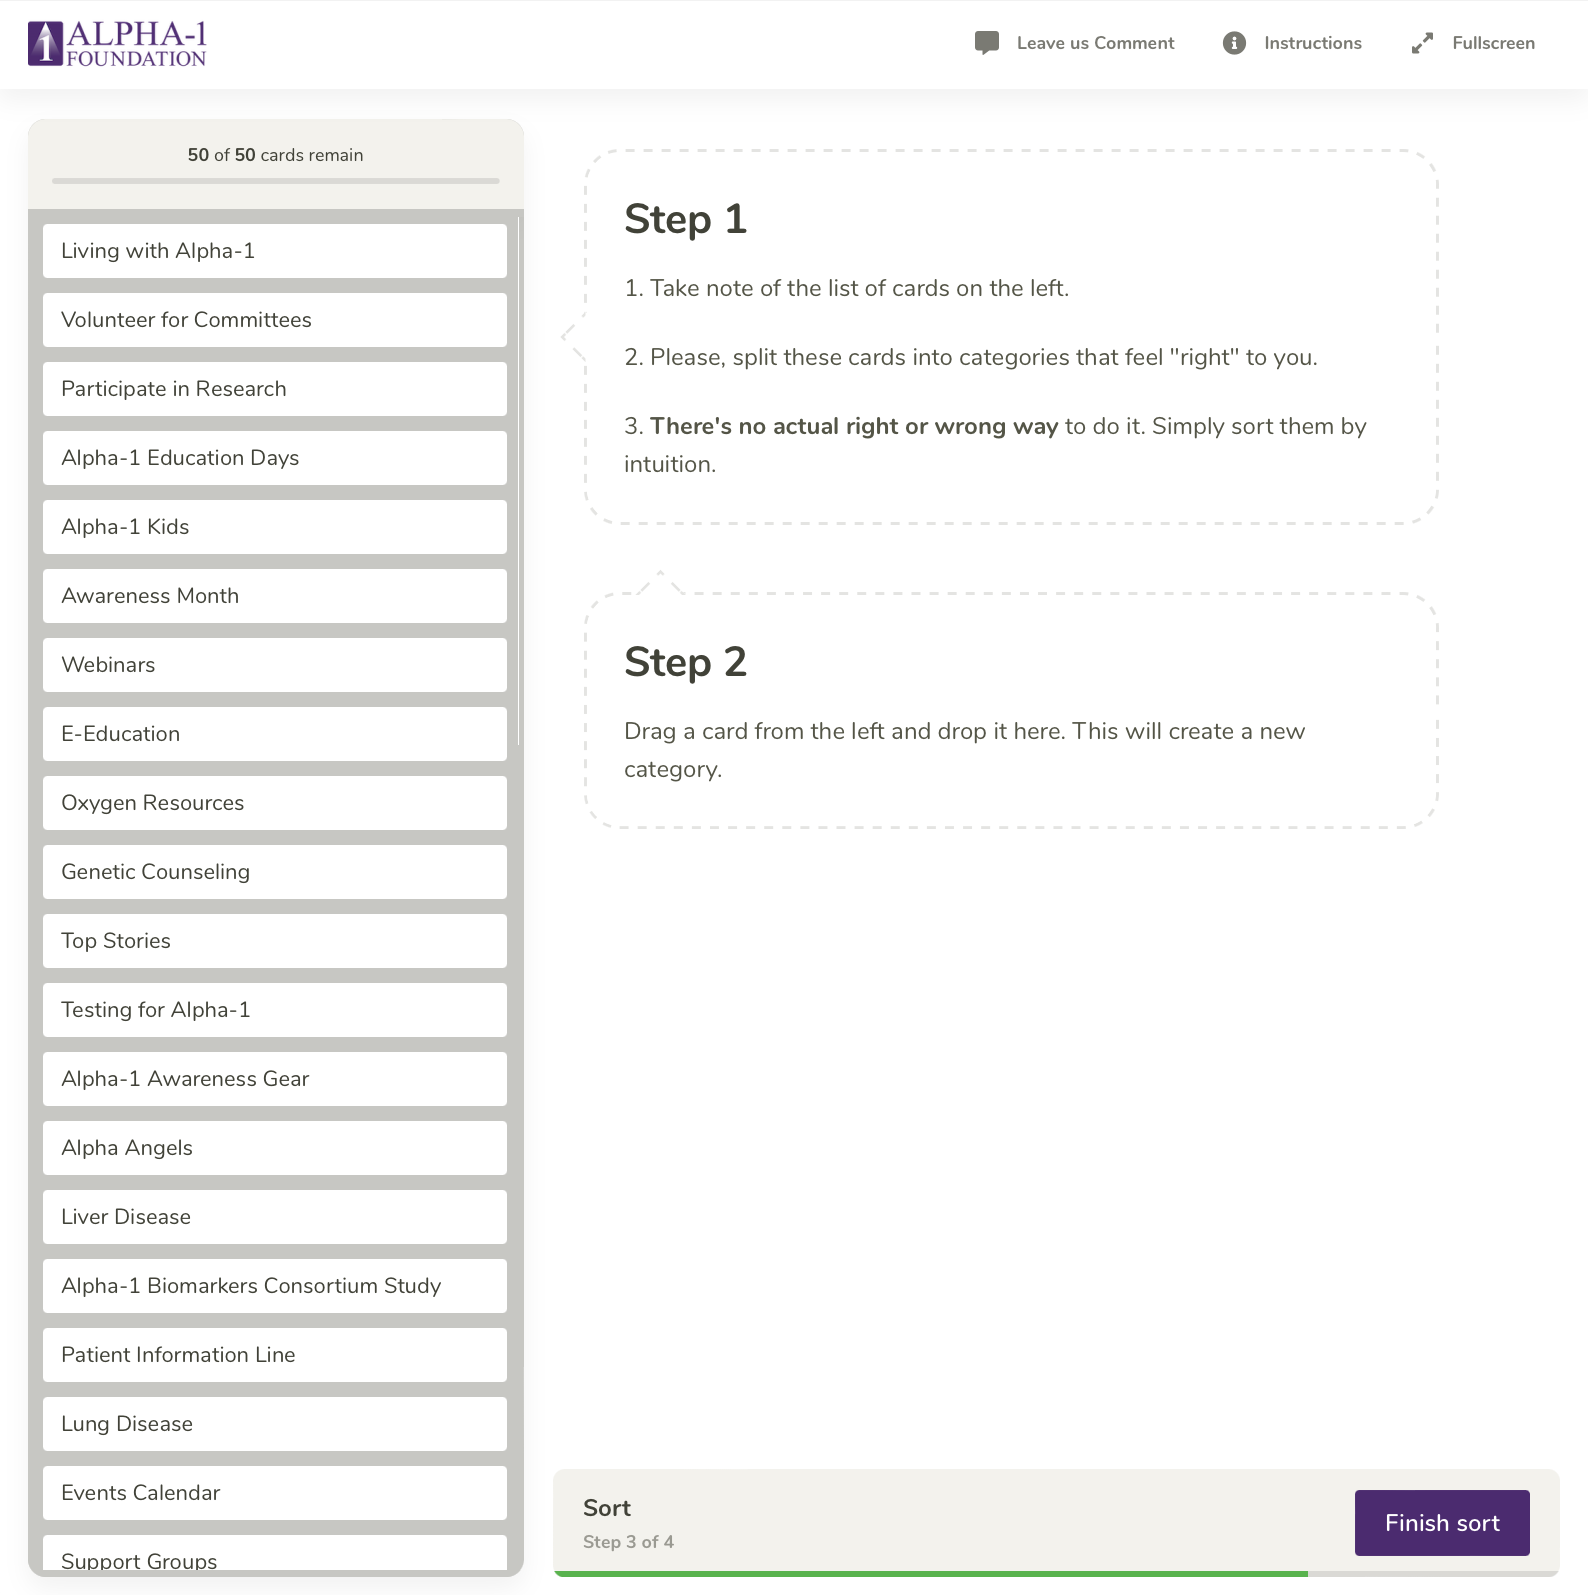 1 ALPHA-1
FOUNDATION
Leave us Comment
Instructions
Fullscreen
50 of 50 cards remain
Living with Alpha-1
Volunteer for Committees
Participate in Research
Alpha-1 Education Days
Alpha-1 Kids
Awareness Month
Webinars
E-Education
Oxygen Resources
Genetic Counseling
Top Stories
Testing for Alpha-1
Alpha-1 Awareness Gear
Alpha Angels
Liver Disease
Alpha-1 Biomarkers Consortium Study
Patient Information Line
Lung Disease
Events Calendar
Support Groups
Step 1
1. Take note of the list of cards on the left.
2. Please, split these cards into categories that feel "right" to you.
3. There's no actual right or wrong way to do it. Simply sort them by
intuition.
Step 2
Drag a card from the left and drop it here. This will create a new
category.
Sort
Step 3 of 4
Finish sort